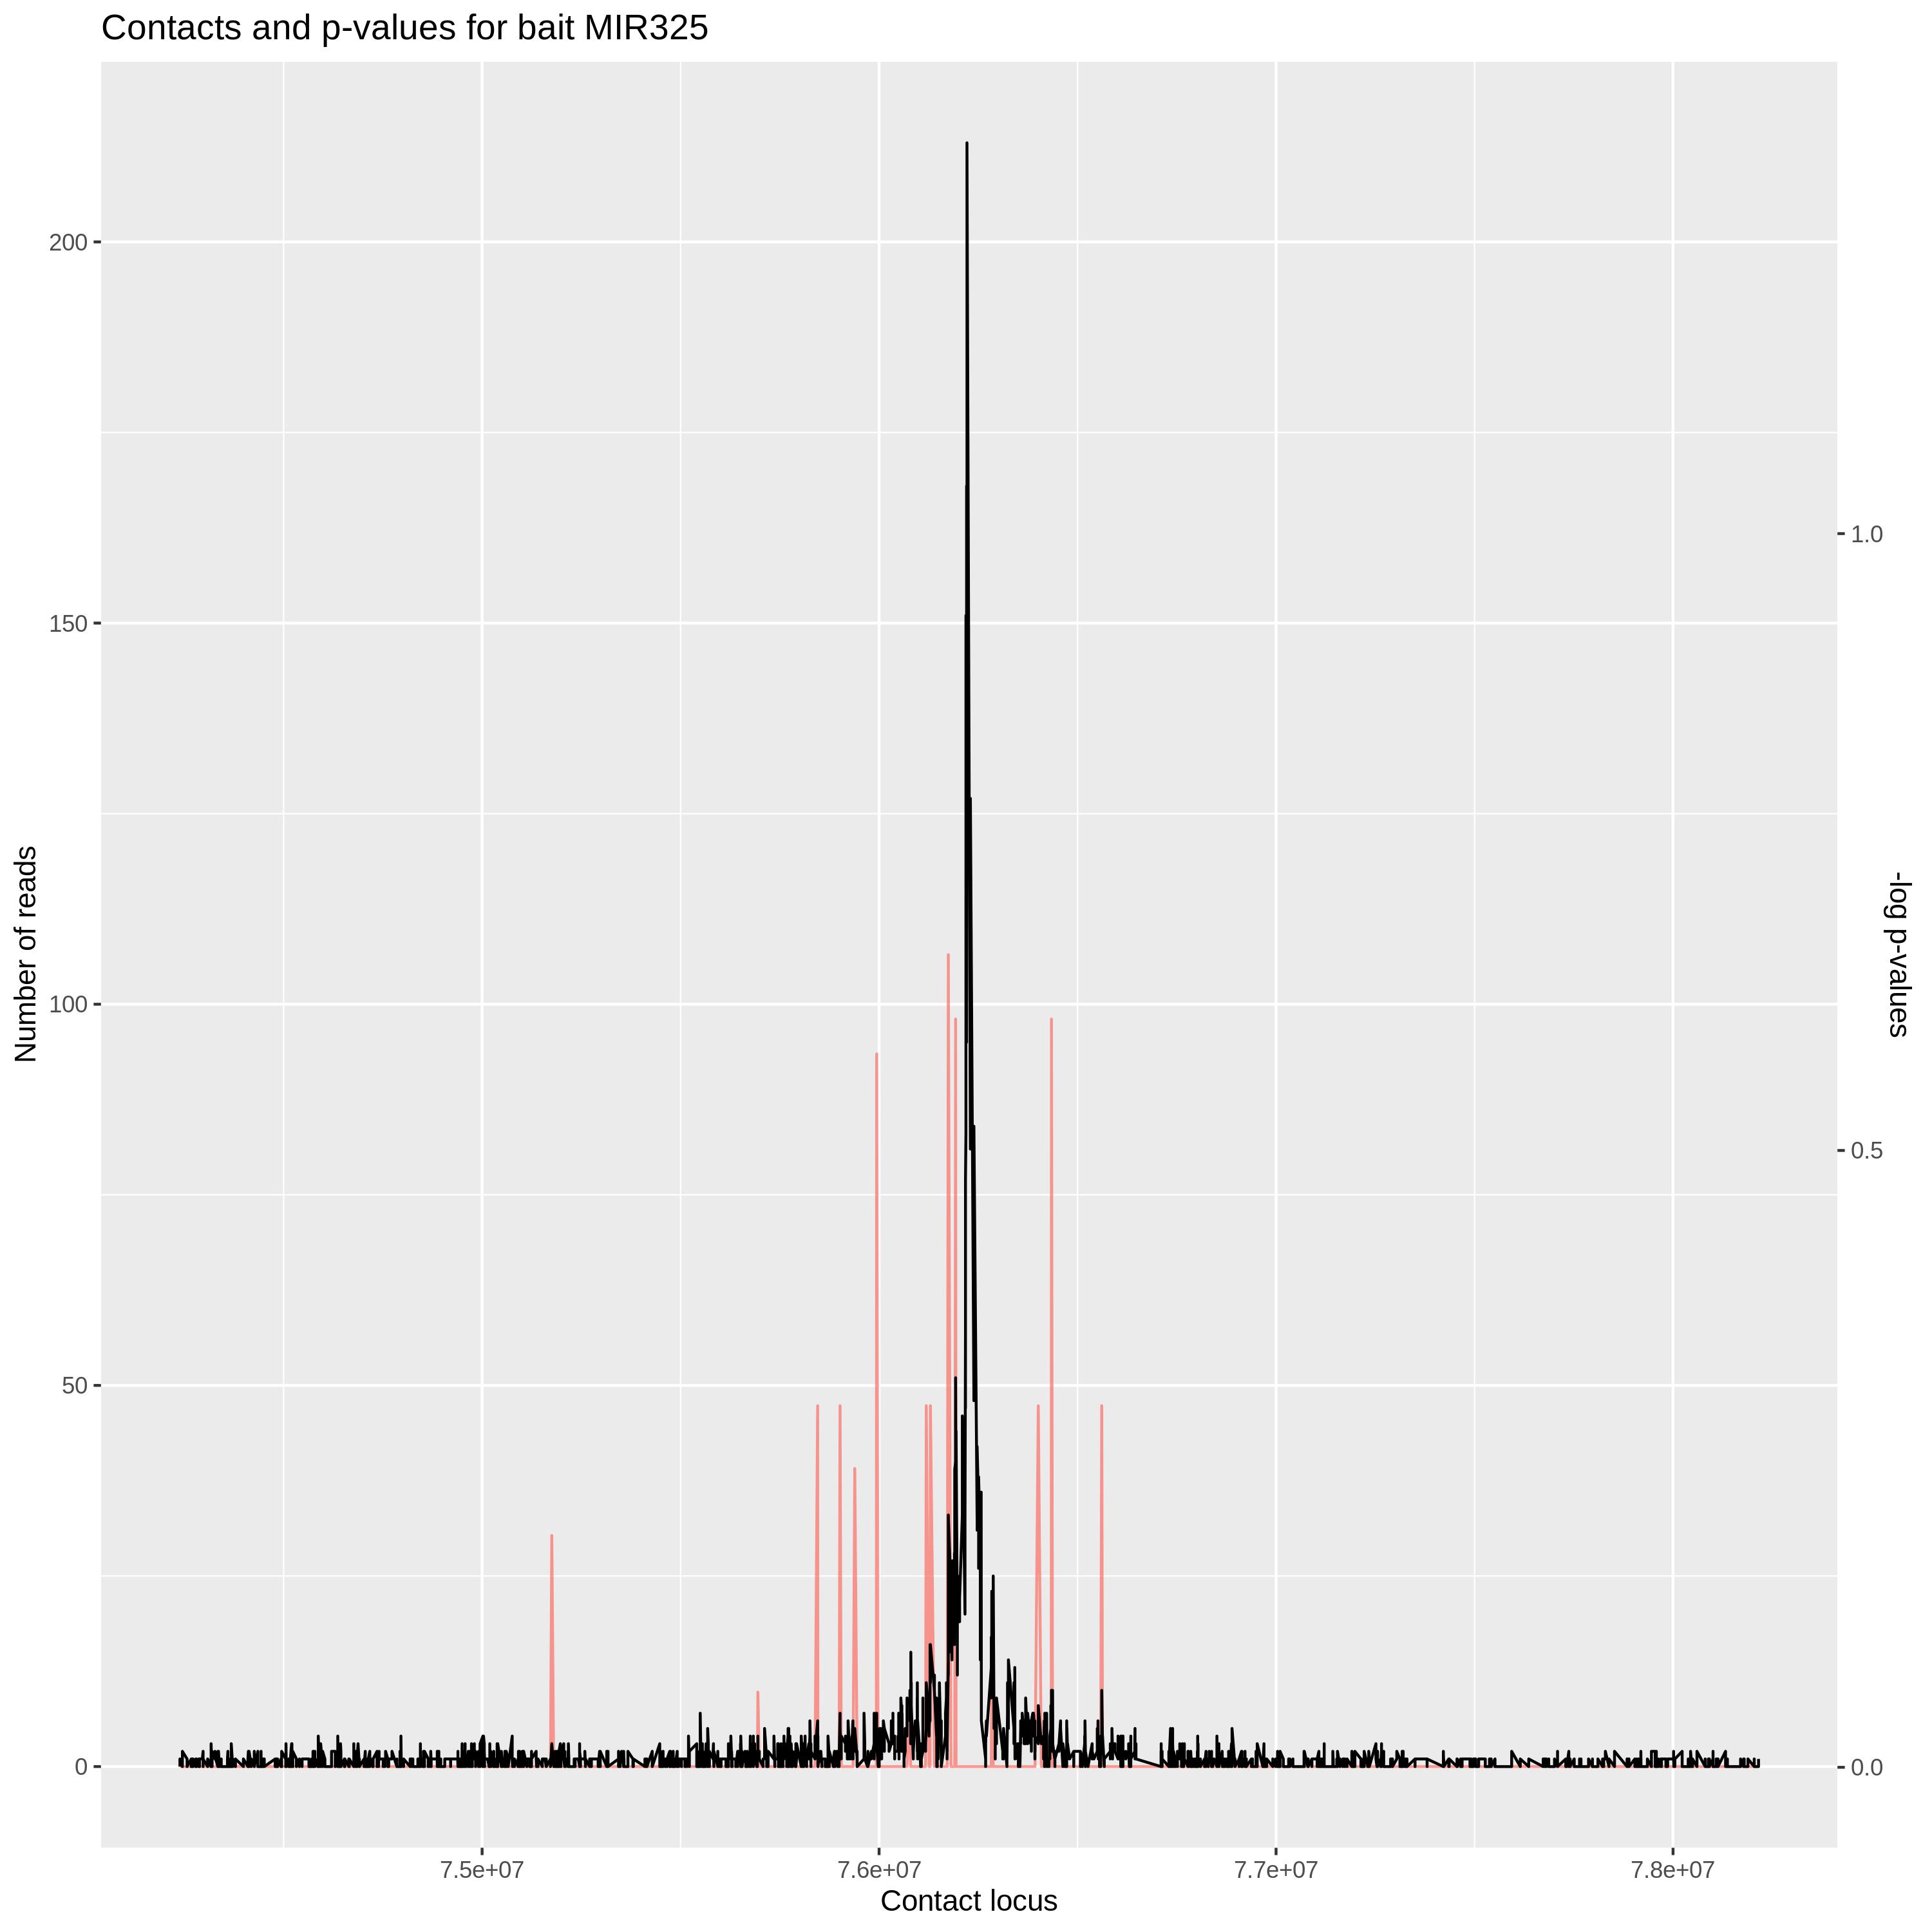 Contacts and p-values for bait MIR325
Number of reads
200
150
100
50
0
1.0
0.5
0.0
-log p-values
7.5e+07 7.6e+07 7.7e+07 7.8e+07
Contact locus